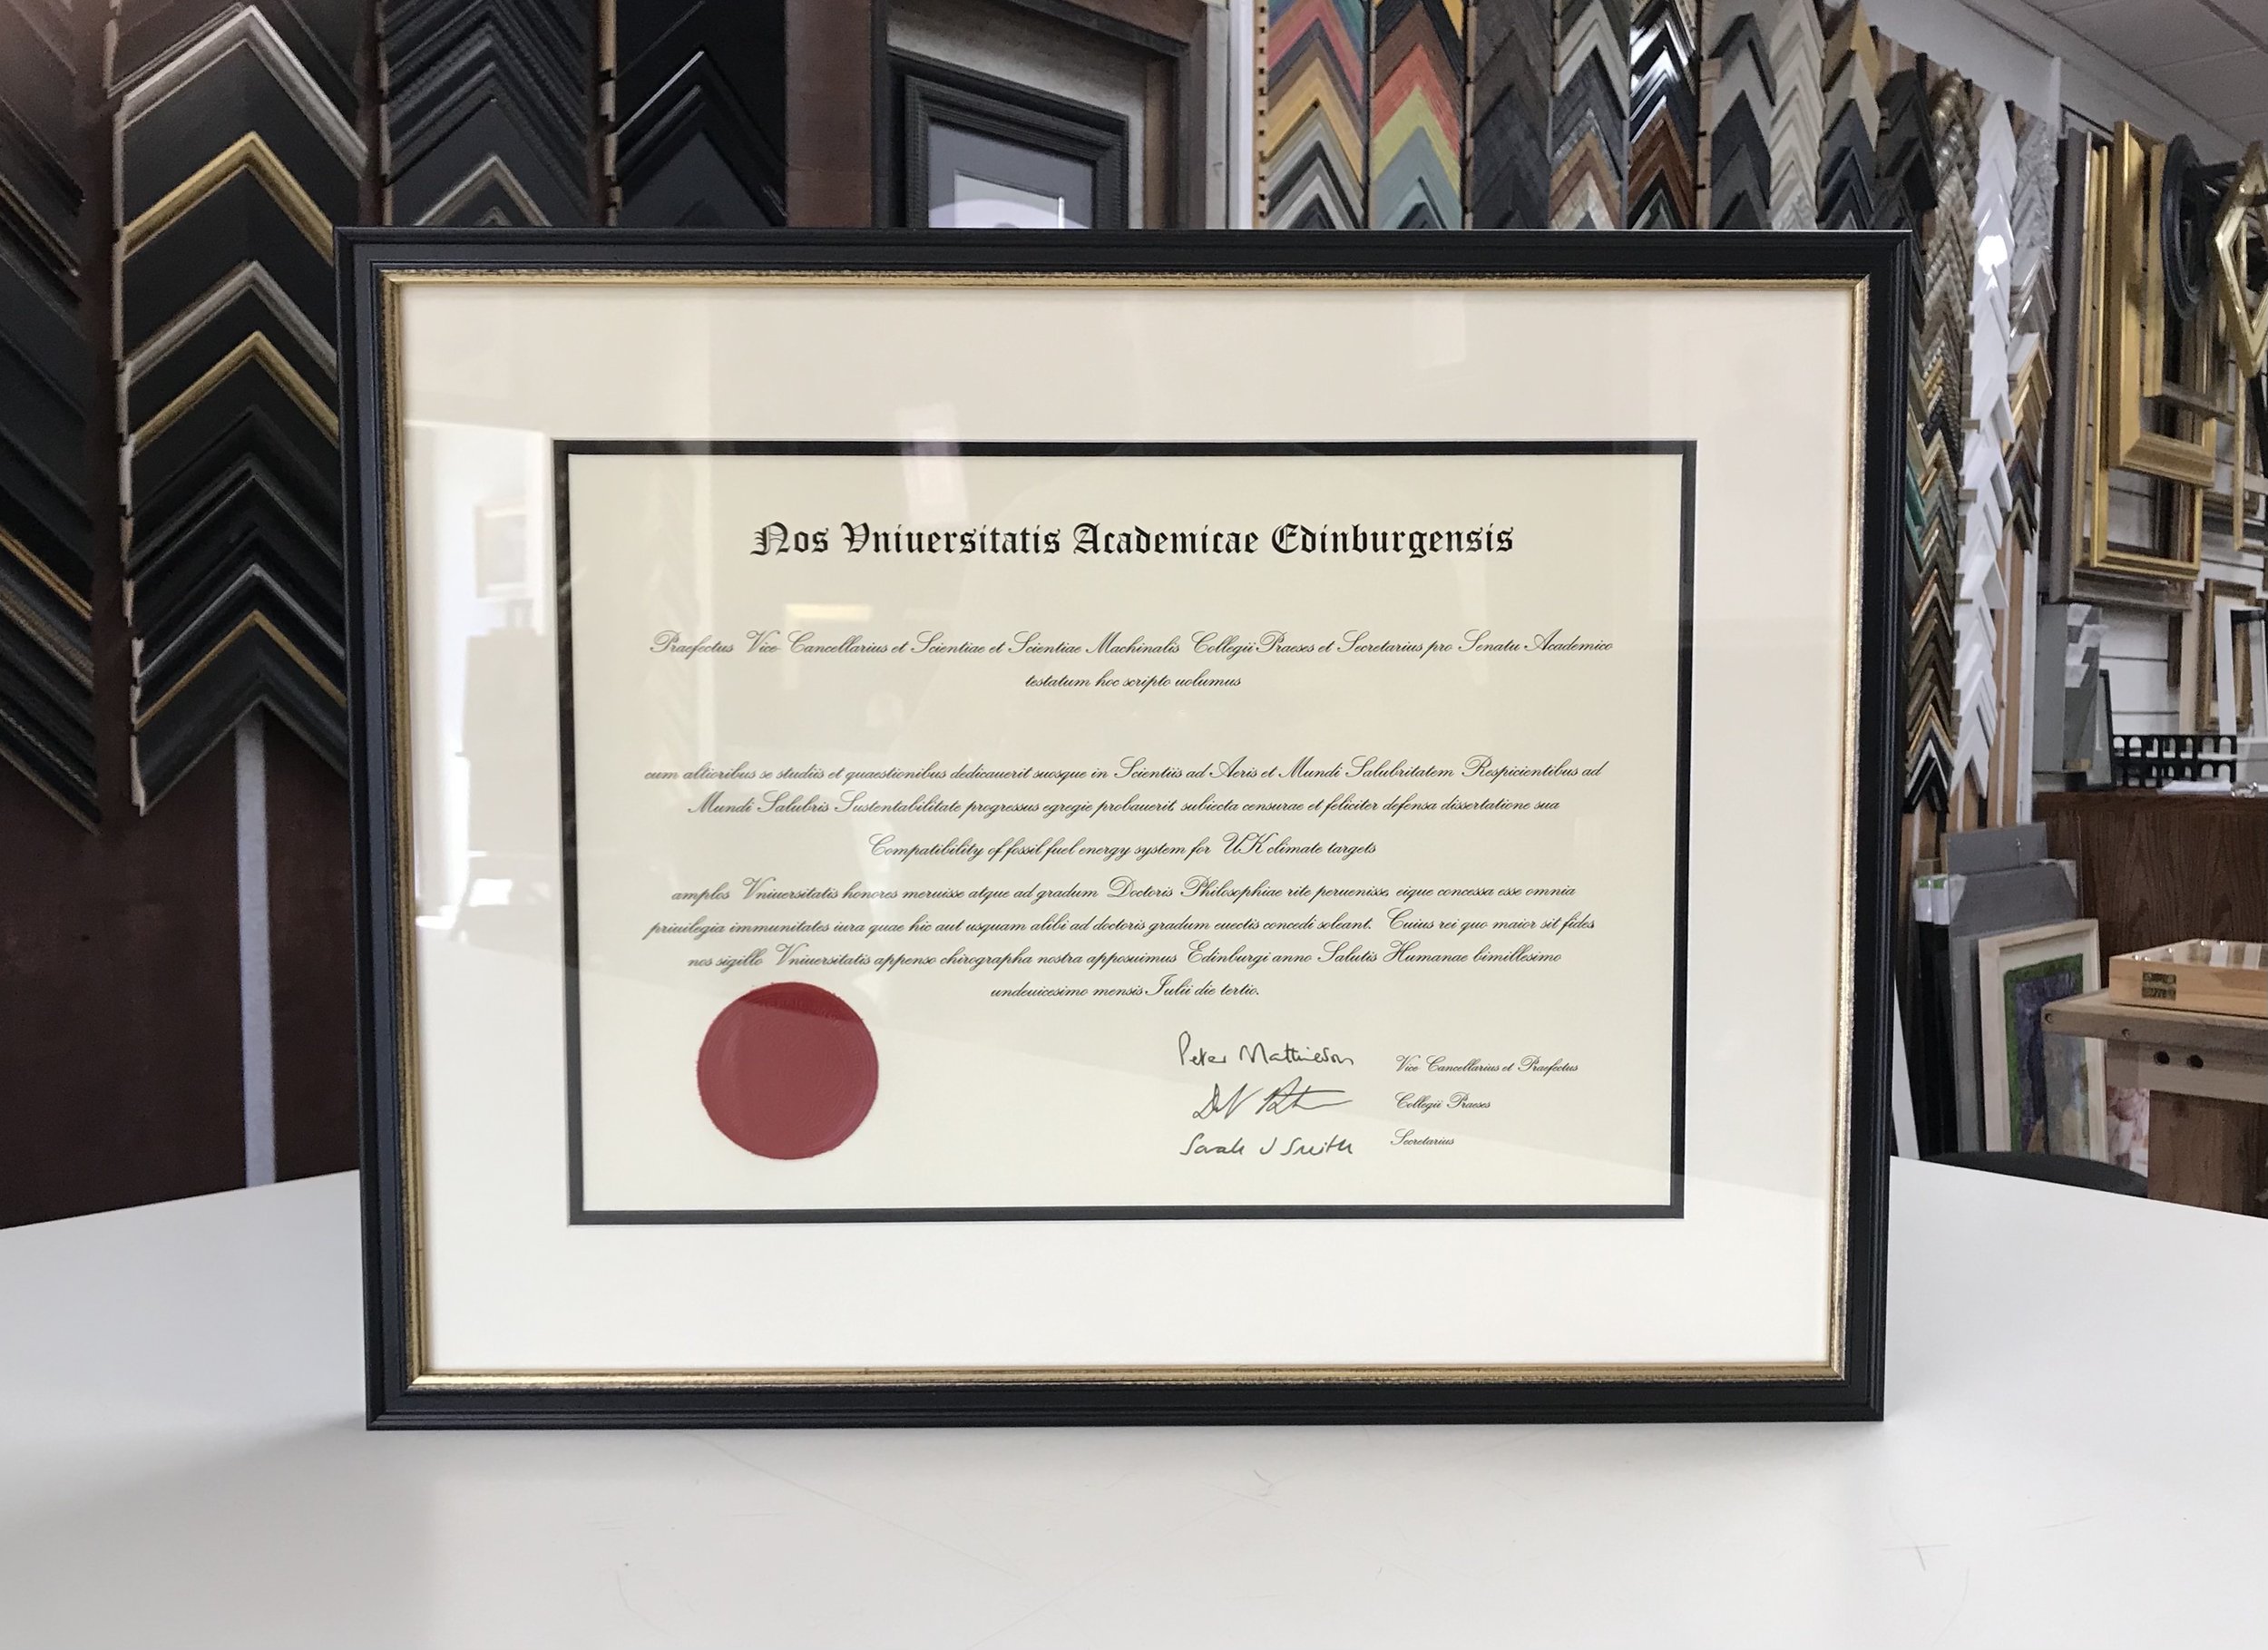 Nos Vniuersitatis Academicae Edinburgensis
Praefectus Vice-Cancellarius et Scientiae et Scientiae Machinalis Collegii Praeses et Secretarius pro Senatu Academico
testatum hoc scripto uolumus
cum altioribus se studiis et quaestionibus dedicauerit suosque in Scientiis ad Aeris et Mundi Salubritatem Respicientibus ad
Mundi Salubris Sustentabilitate progressus egregie probauerit, subiecta censurae et feliciter defensa dissertatione sua
Compatibility of fossil fuel energy system for UK climate targets
amplos Vniuersitatis honores meruisse atque ad gradum Doctoris Philosophiae rite peruenisse, eique concessa esse omnia
priuilegia immunitates iura quae hic aut usquam alibi ad doctoris gradum euectis concedi soleant. Cuius rei quo maior sit fides
nos sigillo Vniuersitatis appenso chirographa nostra apposuimus Edinburgi anno Salutis Humanae bimillesimo
undeuicesimo mensis Iulii die tertio.
Peter Mathieson Vice Cancellarius et Praefectus
Collegii Praeses
Sarah J Smith Secretarius